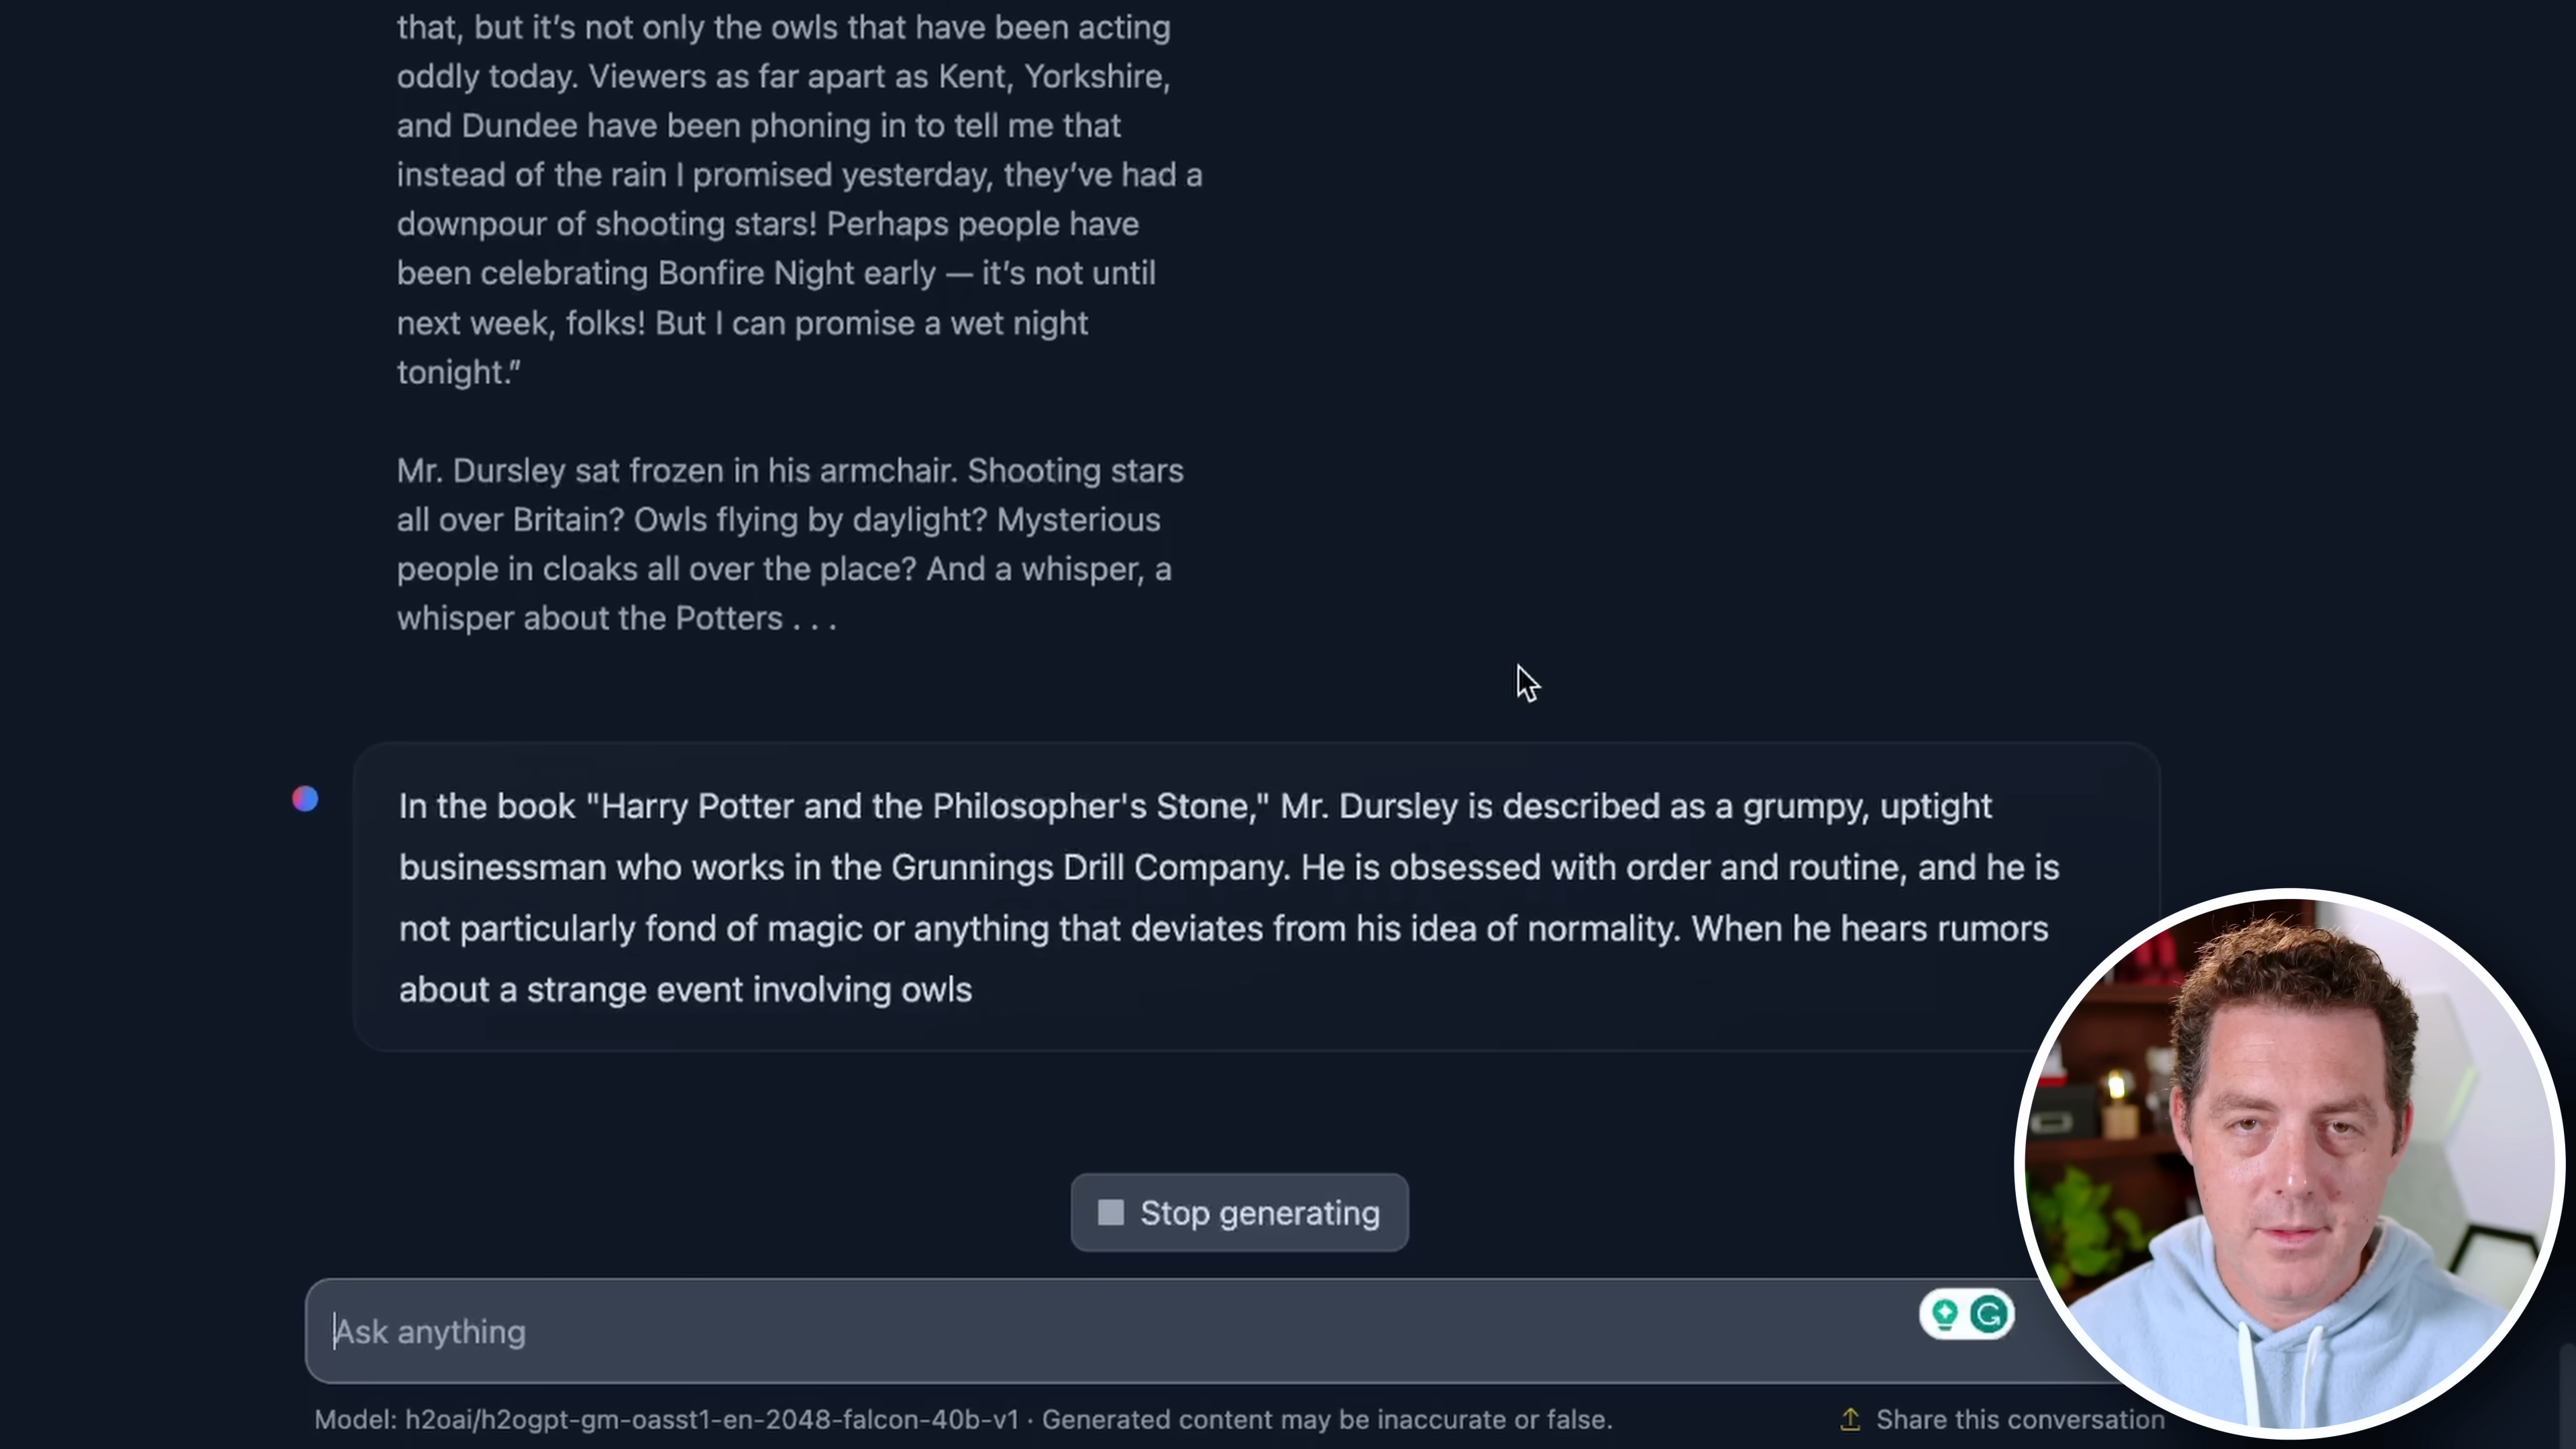 that, but it’s not only the owls that have been acting
oddly today. Viewers as far apart as Kent, Yorkshire,
and Dundee have been phoning in to tell me that
instead of the rain I promised yesterday, they’ve had a
downpour of shooting stars! Perhaps people have
been celebrating Bonfire Night early — it’s not until
next week, folks! But I can promise a wet night
tonight.”
Mr. Dursley sat frozen in his armchair. Shooting stars
all over Britain? Owls flying by daylight? Mysterious
people in cloaks all over the place? And a whisper, a
whisper about the Potters . . .
In the book "Harry Potter and the Philosopher's Stone," Mr. Dursley is described as a grumpy, uptight
businessman who works in the Grunnings Drill Company. He is obsessed with order and routine, and he is
not particularly fond of magic or anything that deviates from his idea of normality. When he hears rumors
about a strange event involving owls
Stop generating
Ask anything
Model: h2oai/h2ogpt-gm-oasst1-en-2048-falcon-40b-v1 · Generated content may be inaccurate or false.
Share this conversation